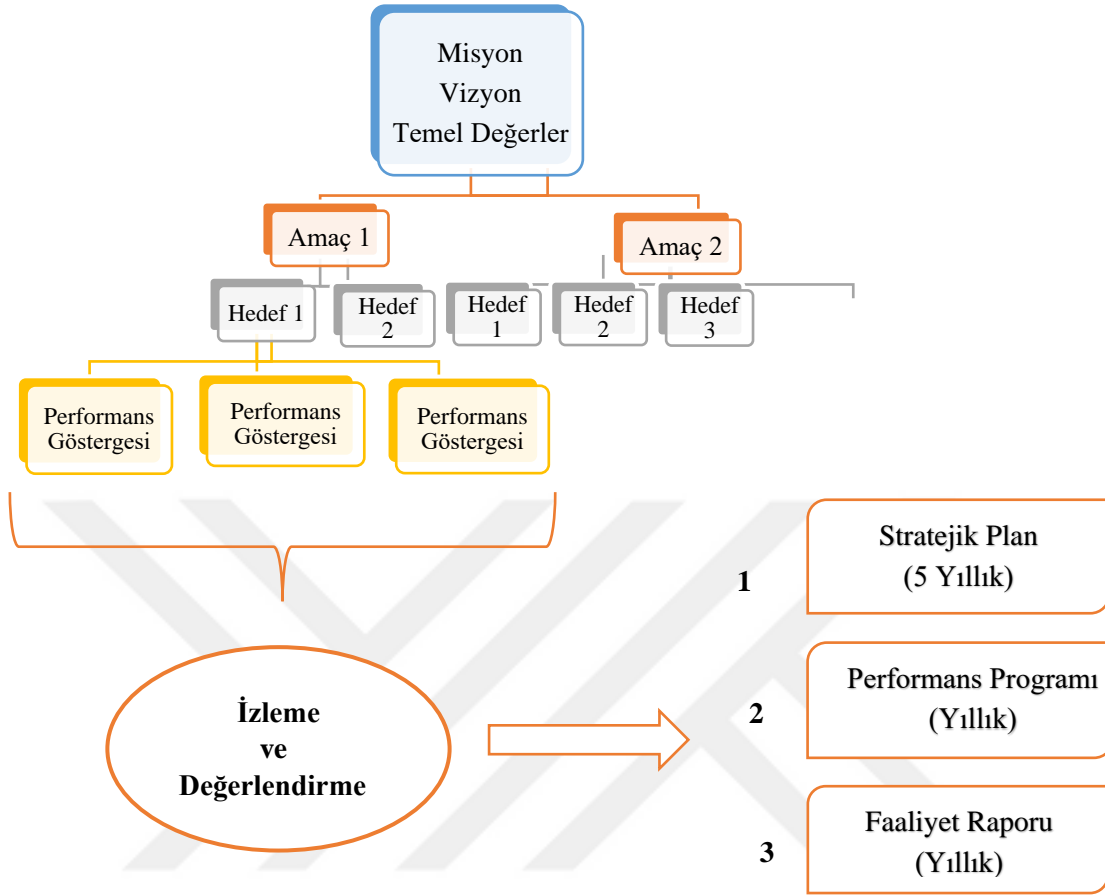 Misyon
Vizyon
Temel Değerler
Amaç 1
Amaç 2
Hedef 1
Hedef
2
Hedef
1
Hedef
2
Hedef
3
Performans
Göstergesi
Performans
Göstergesi
Performans
Göstergesi
İzleme
ve
Değerlendirme
1
Stratejik Plan
(5 Yıllık)
2
Performans Programı
(Yıllık)
3
Faaliyet Raporu
(Yıllık)